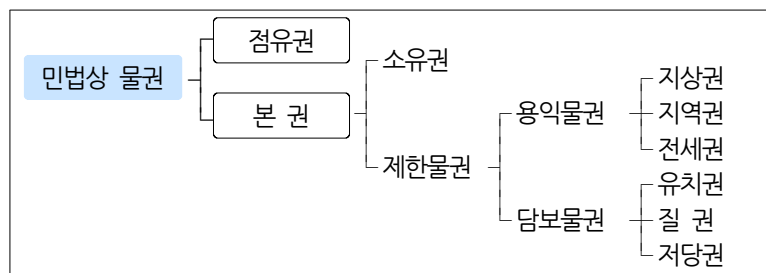 점유권
민법상 물권
본 권
소유권
제한물권
용익물권
담보물권
지상권
지역권
전세권
유치권
질 권
저당권